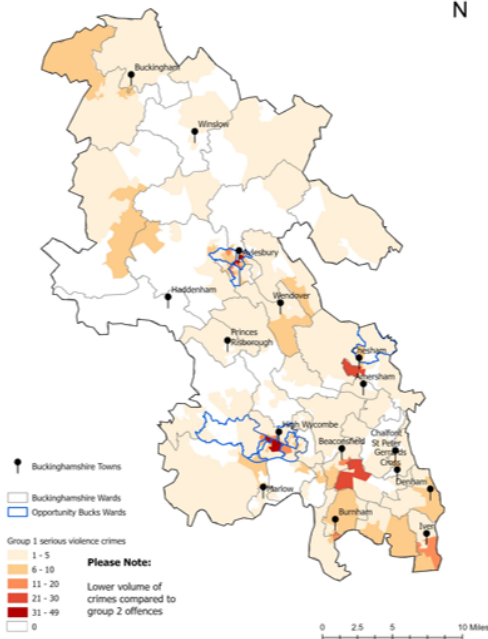 N
Buckingham
Winslow
Aylesbury
Haddenham
Wendover
Princes
Risborough
Chesham
Amersham
High Wycombe
Beaconsfield
Chalfont
St Peter
Gerrards
Cross
Denham
Marlow
Burnham
Iver
Buckinghamshire Towns
Buckinghamshire Wards
Opportunity Bucks Wards
Group 1 serious violence crimes
1 - 5
6 - 10
11 - 20
21 - 30
31 - 49
0
Please Note:
Lower volume of
crimes compared to
group 2 offences
0 2.5 5 10 Miles